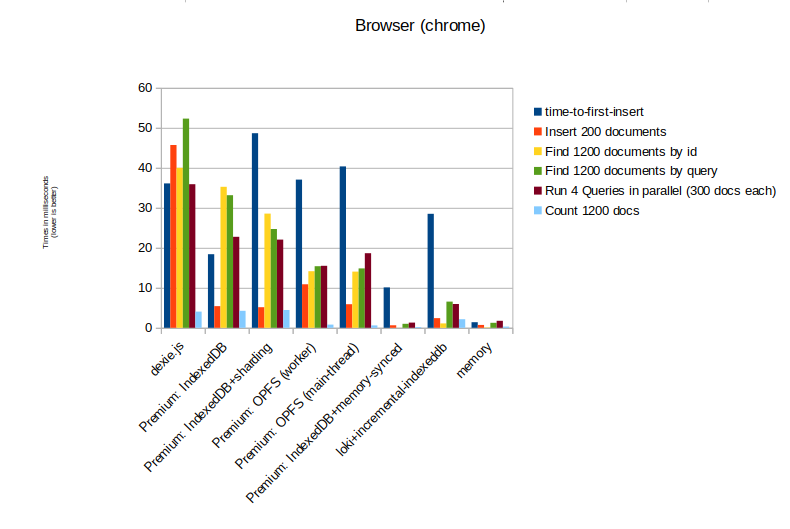 Browser (chrome)
Times in milliseconds
(lower is better)
60
50
40
30
20
10
0
time-to-first-insert
Insert 200 documents
Find 1200 documents by id
Find 1200 documents by query
Run 4 Queries in parallel (300 docs each)
Count 1200 docs
dexie.js
Premium: IndexedDB
Premium: IndexedDB+sharding
Premium: OPFS (worker)
Premium: OPFS (main-thread)
Premium: IndexedDB+memory-synced
loki+incremental-indexeddb
memory